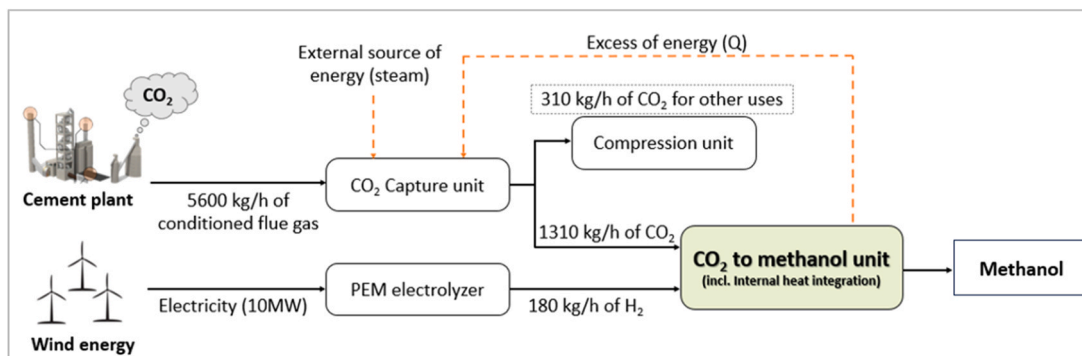 External source of
energy (steam)
Excess of energy (Q)
CO₂
310 kg/h of CO₂ for other uses
Compression unit
CO₂ Capture unit
Cement plant
5600 kg/h of
conditioned flue gas
1310 kg/h of CO₂
CO₂ to methanol unit
(incl. Internal heat integration)
Methanol
PEM electrolyzer
Electricity (10MW)
180 kg/h of H₂
Wind energy